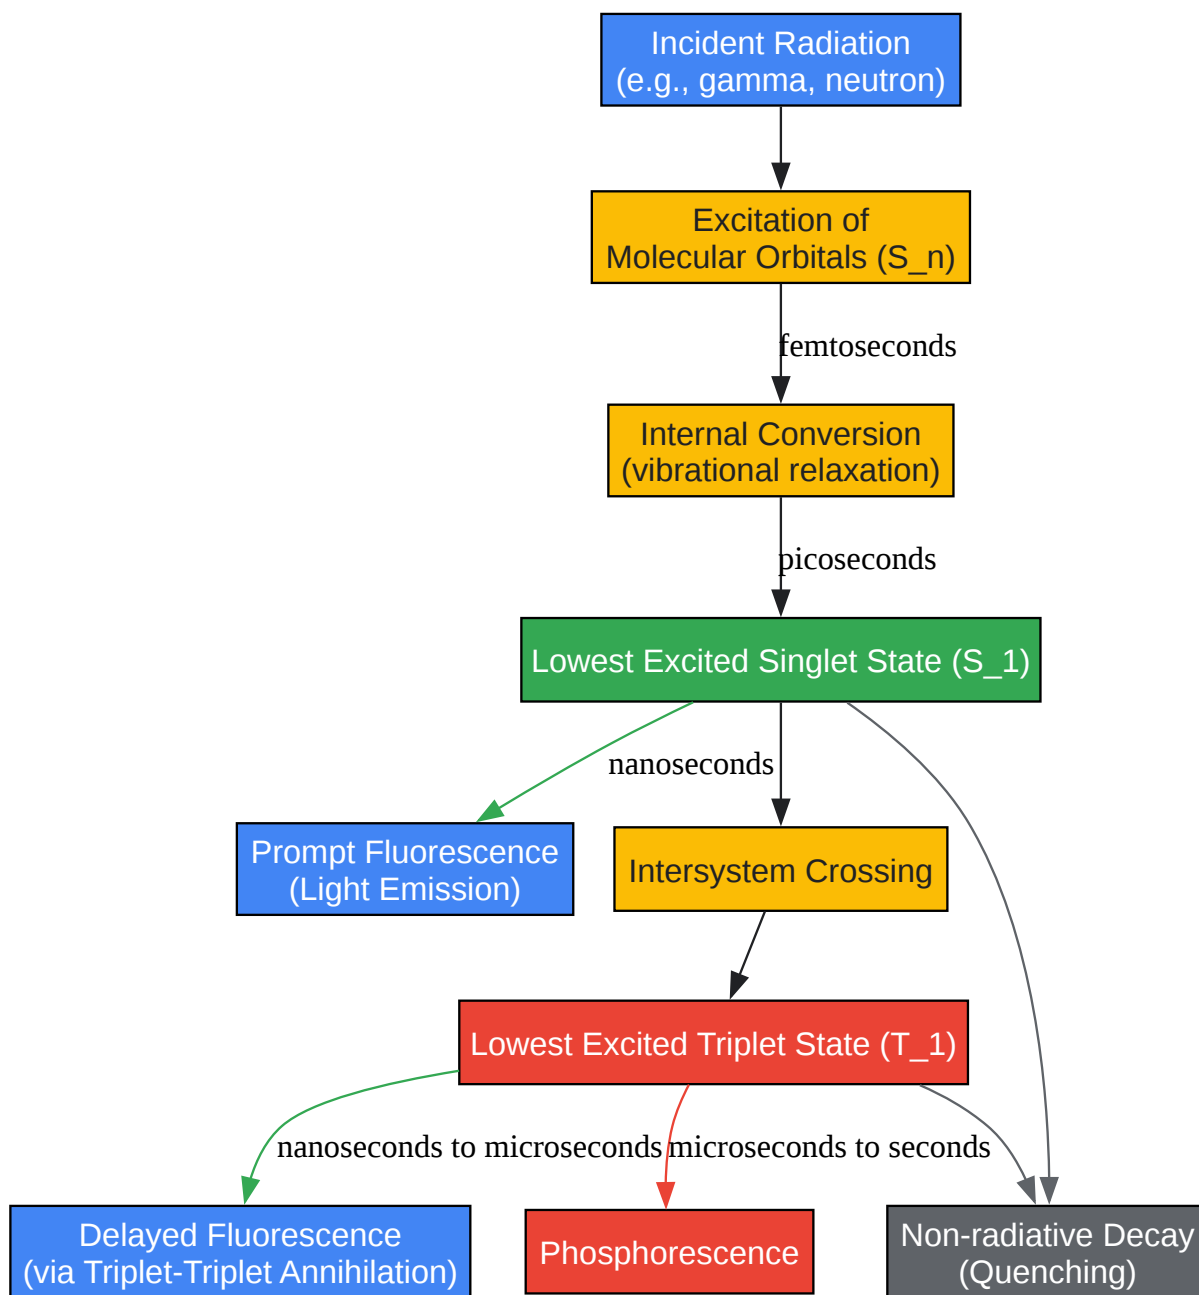 Incident Radiation
(e.g., gamma, neutron)
Excitation of
Molecular Orbitals (S_n)
femtoseconds
Internal Conversion
(vibrational relaxation)
picoseconds
Lowest Excited Singlet State (S_1)
nanoseconds
Prompt Fluorescence
(Light Emission)
Intersystem Crossing
Lowest Excited Triplet State (T_1)
nanoseconds to microseconds
microseconds to seconds
Delayed Fluorescence
(via Triplet-Triplet Annihilation)
Phosphorescence
Non-radiative Decay
(Quenching)